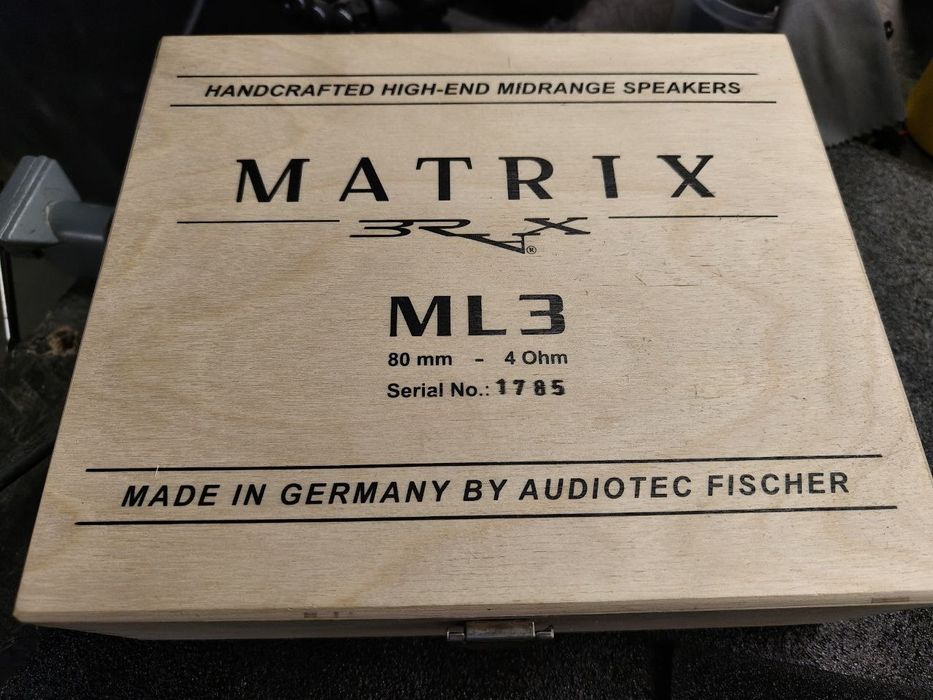 HANDCRAFTED HIGH-END MIDRANGE SPEAKERS
MATRIX
BRAX®
ML3
80 mm - 4 Ohm
Serial No.: 1785
MADE IN GERMANY BY AUDIOTEC FISCHER